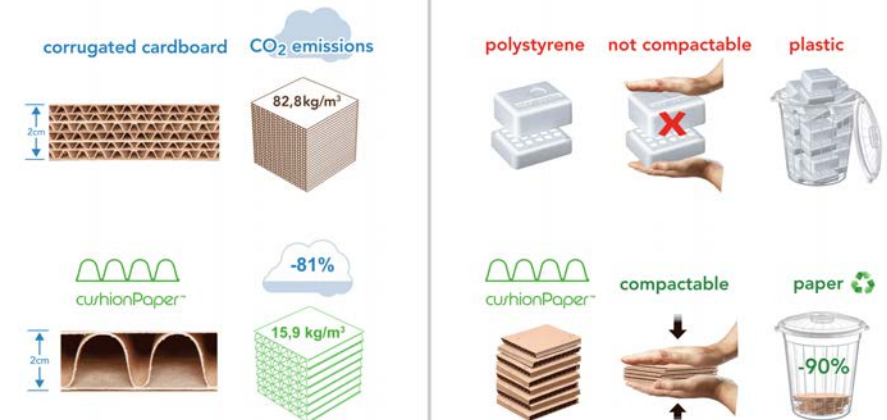 corrugated cardboard
CO2 emissions
82,8kg/m³
2cm
cushionPaper™
-81%
15,9 kg/m³
2cm
polystyrene
not compactable
plastic
X
cushionPaper™
compactable
paper
-90%